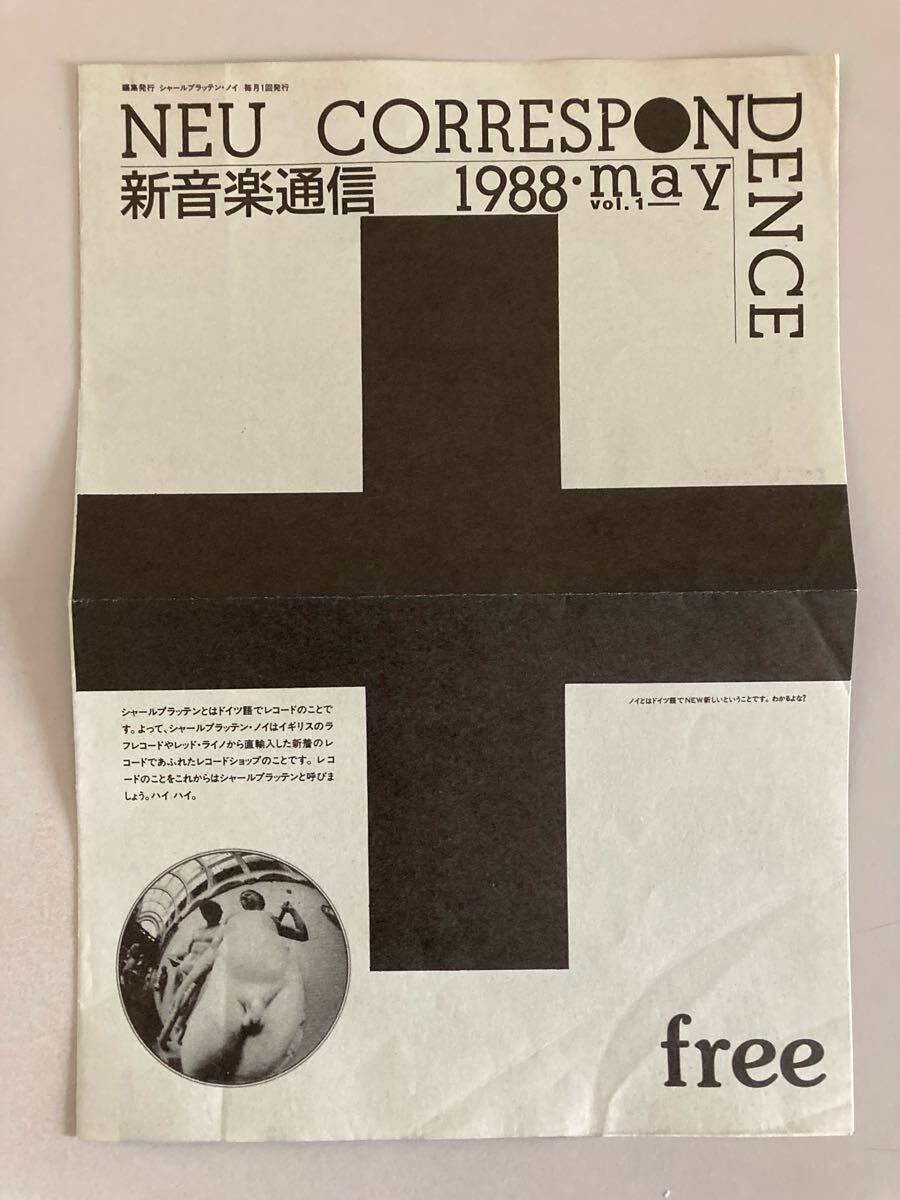 編集発行 シャールプラッテン・ノイ 毎月1回発行
NEU CORRESPONDENCE
新音楽通信
1988・may
vol.1
シャールプラッテンとはドイツ語でレコードのことで
す。よって、シャールプラッテン・ノイはイギリスのラ
フレコードやレッド・ライノから直輸入した新着のレ
コードであふれたレコードショップのことです。レコ
ードのことをこれからはシャールプラッテンと呼びま
しょう。ハイ ハイ。
ノイとはドイツ語でNEW新しいということです。わかるよな?
free